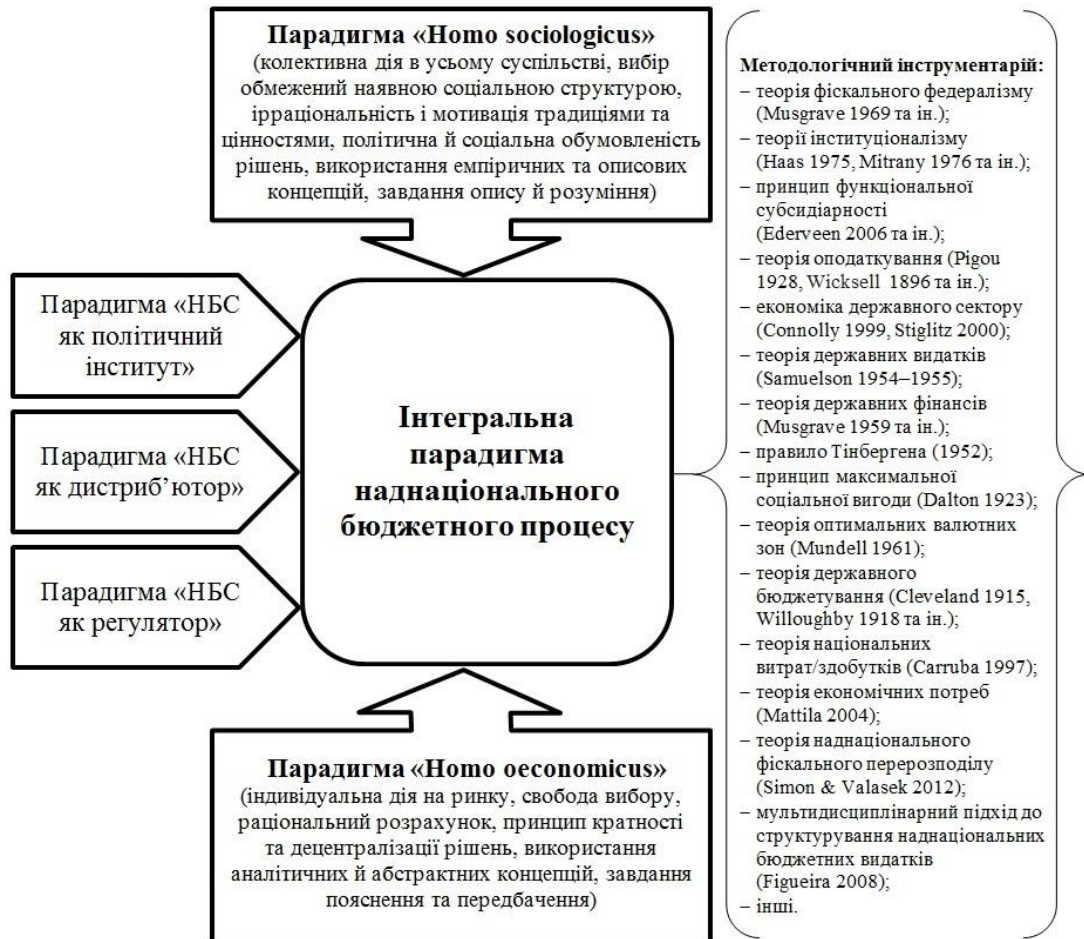 Парадигма «Homo sociologicus»
(колективна дія в усьому суспільстві, вибір
обмежений наявною соціальною структурою,
ірраціональність і мотивація традиціями та
цінностями, політична й соціальна обумовленість
рішень, використання емпіричних та описових
концепцій, завдання опису й розуміння)
Парадигма «НБС
як політичний
інститут»
Парадигма «НБС
як дистриб’ютор»
Парадигма «НБС
як регулятор»
Інтегральна
парадигма
наднаціонального
бюджетного процесу
Парадигма «Homo oeconomicus»
(індивідуальна дія на ринку, свобода вибору,
раціональний розрахунок, принцип кратності
та децентралізації рішень, використання
аналітичних й абстрактних концепцій, завдання
пояснення та передбачення)
Методологічний інструментарій:
– теорія фіскального федералізму
(Musgrave 1969 та ін.);
– теорії інституціоналізму
(Haas 1975, Mitrany 1976 та ін.);
– принцип функціональної
субсидіарності
(Ederveen 2006 та ін.);
– теорія оподаткування (Pigou
1928, Wicksell 1896 та ін.);
– економіка державного сектору
(Connolly 1999, Stiglitz 2000);
– теорія державних видатків
(Samuelson 1954–1955);
– теорія державних фінансів
(Musgrave 1959 та ін.);
– правило Тінбергена (1952);
– принцип максимальної
соціальної вигоди (Dalton 1923);
– теорія оптимальних валютних
зон (Mundell 1961);
– теорія державного
бюджетування (Cleveland 1915,
Willoughby 1918 та ін.);
– теорія національних
витрат/здобутків (Carruba 1997);
– теорія економічних потреб
(Mattila 2004);
– теорія наднаціонального
фіскального перерозподілу
(Simon & Valasek 2012);
– мультидисциплінарний підхід до
структурування наднаціональних
бюджетних видатків
(Figueira 2008);
– інші.